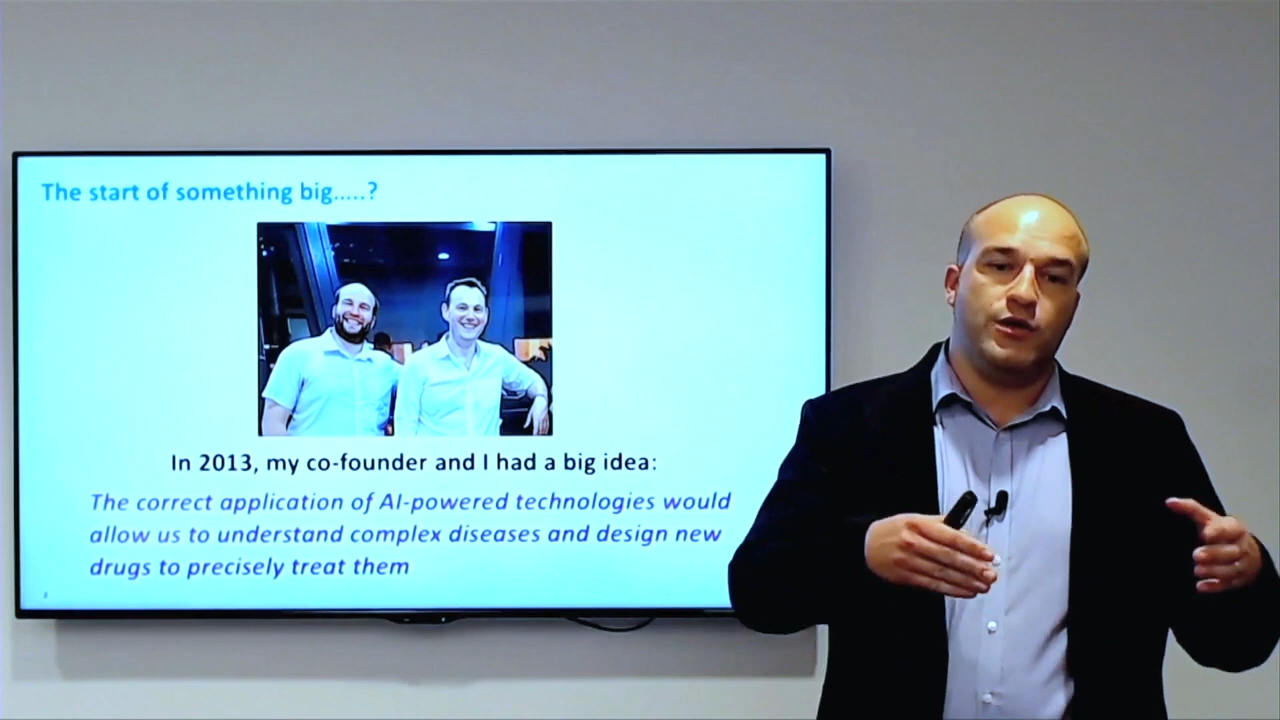 The start of something big.....?
In 2013, my co-founder and I had a big idea:
The correct application of AI-powered technologies would
allow us to understand complex diseases and design new
drugs to precisely treat them